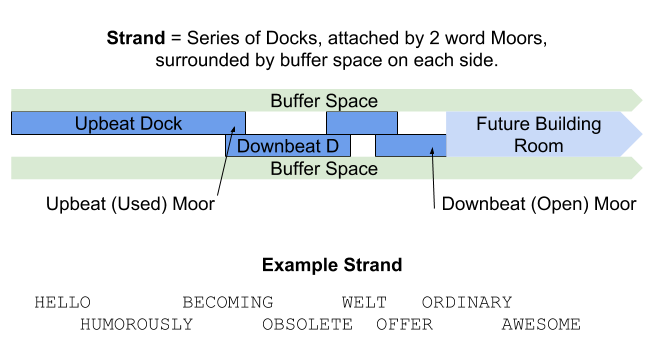 Strand = Series of Docks, attached by 2 word Moors,
surrounded by buffer space on each side.
Buffer Space
Upbeat Dock
Future Building
Room
Downbeat D
Buffer Space
Upbeat (Used) Moor
Downbeat (Open) Moor
Example Strand
HELLO BECOMING WELT ORDINARY
HUMOROUSLY OBSOLETE OFFER AWESOME